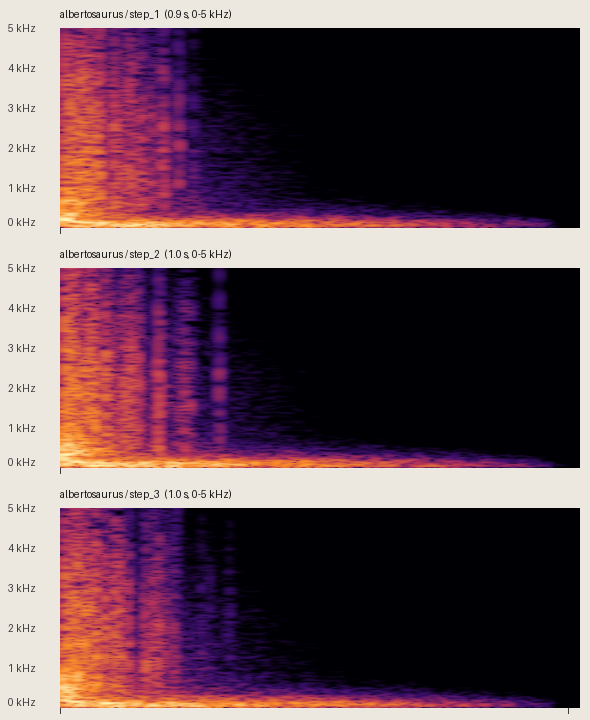 albertosaurus/step_1 (0.9 s, 0-5 kHz)
5 kHz
4 kHz
3 kHz
2 kHz
1 kHz
0 kHz
albertosaurus/step_2 (1.0 s, 0-5 kHz)
5 kHz
4 kHz
3 kHz
2 kHz
1 kHz
0 kHz
albertosaurus/step_3 (1.0 s, 0-5 kHz)
5 kHz
4 kHz
3 kHz
2 kHz
1 kHz
0 kHz